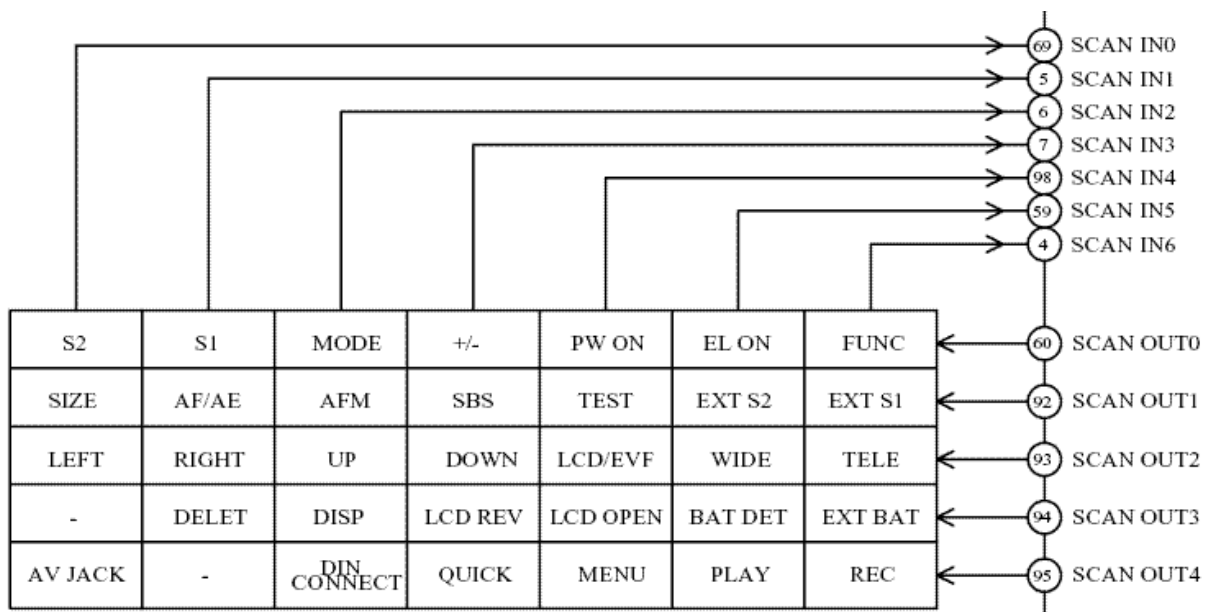 69 SCAN IN0
5 SCAN IN1
6 SCAN IN2
7 SCAN IN3
98 SCAN IN4
59 SCAN IN5
4 SCAN IN6
S2 S1 MODE +/- PW ON EL ON FUNC 60 SCAN OUT0
SIZE AF/AE AFM SBS TEST EXT S2 EXT S1 92 SCAN OUT1
LEFT RIGHT UP DOWN LCD/EVF WIDE TELE 93 SCAN OUT2
- DELET DISP LCD REV LCD OPEN BAT DET EXT BAT 94 SCAN OUT3
AV JACK - DIN CONNECT QUICK MENU PLAY REC 95 SCAN OUT4